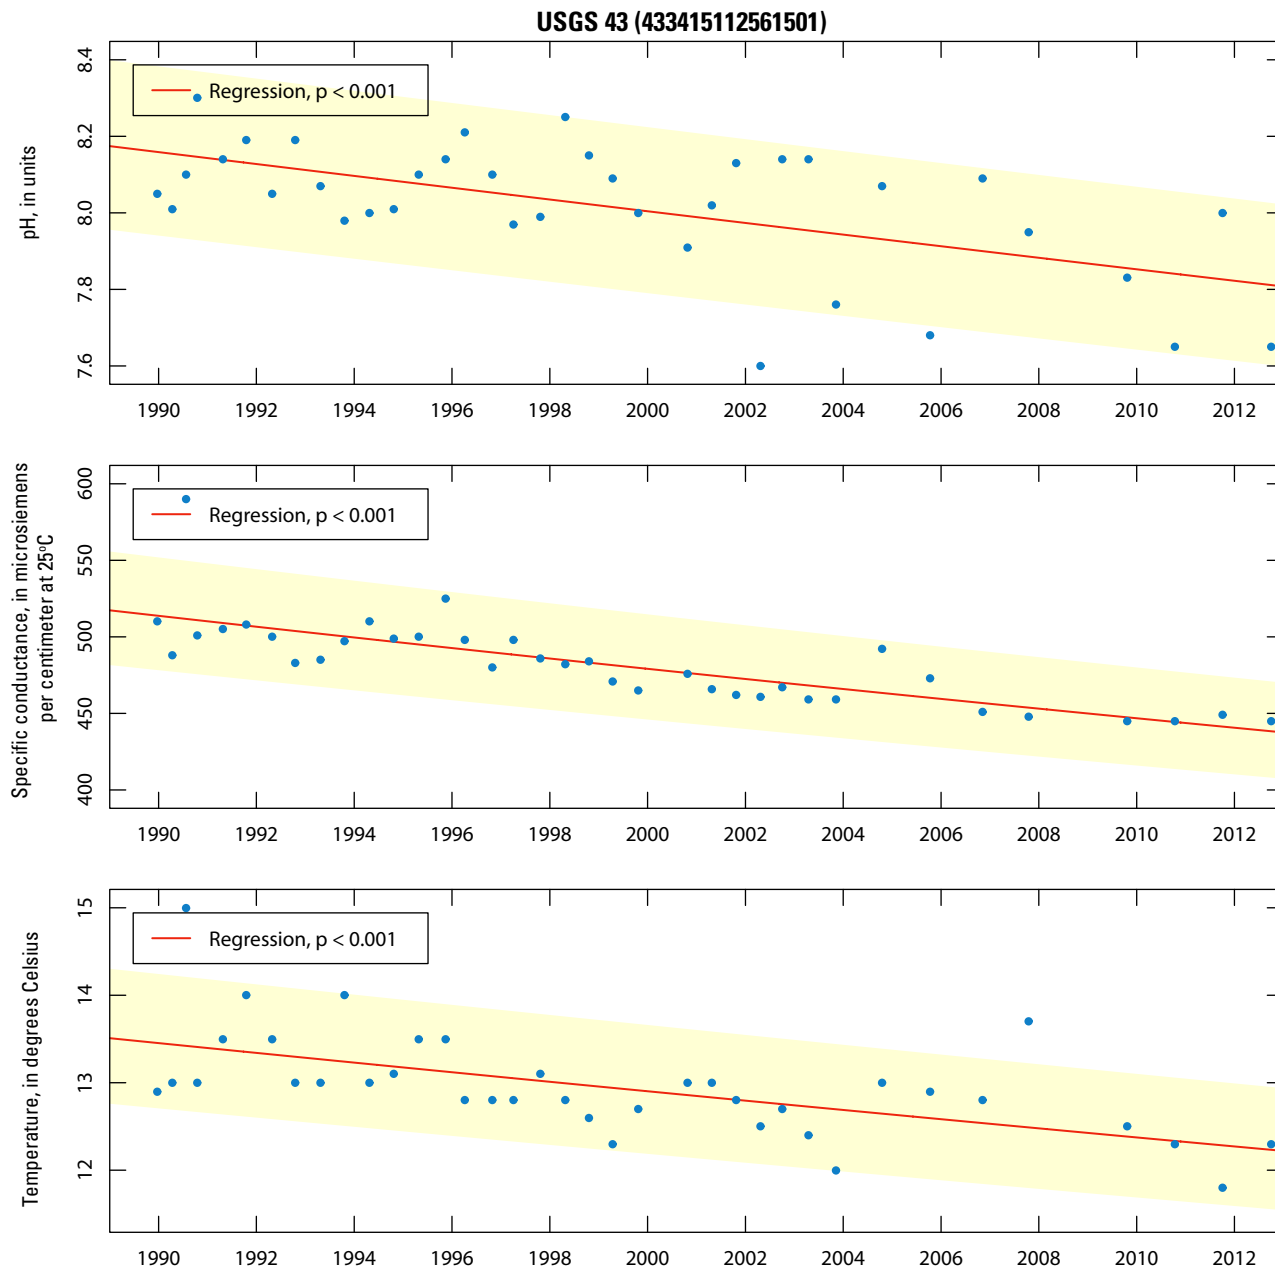 USGS 43 (433415112561501)
pH, in units
8.4
8.2
8.0
7.8
7.6
Regression, p < 0.001
1990 1992 1994 1996 1998 2000 2002 2004 2006 2008 2010 2012
Specific conductance, in microsiemens
per centimeter at 25°C
600
550
500
450
400
Regression, p < 0.001
1990 1992 1994 1996 1998 2000 2002 2004 2006 2008 2010 2012
Temperature, in degrees Celsius
15
14
13
12
Regression, p < 0.001
1990 1992 1994 1996 1998 2000 2002 2004 2006 2008 2010 2012